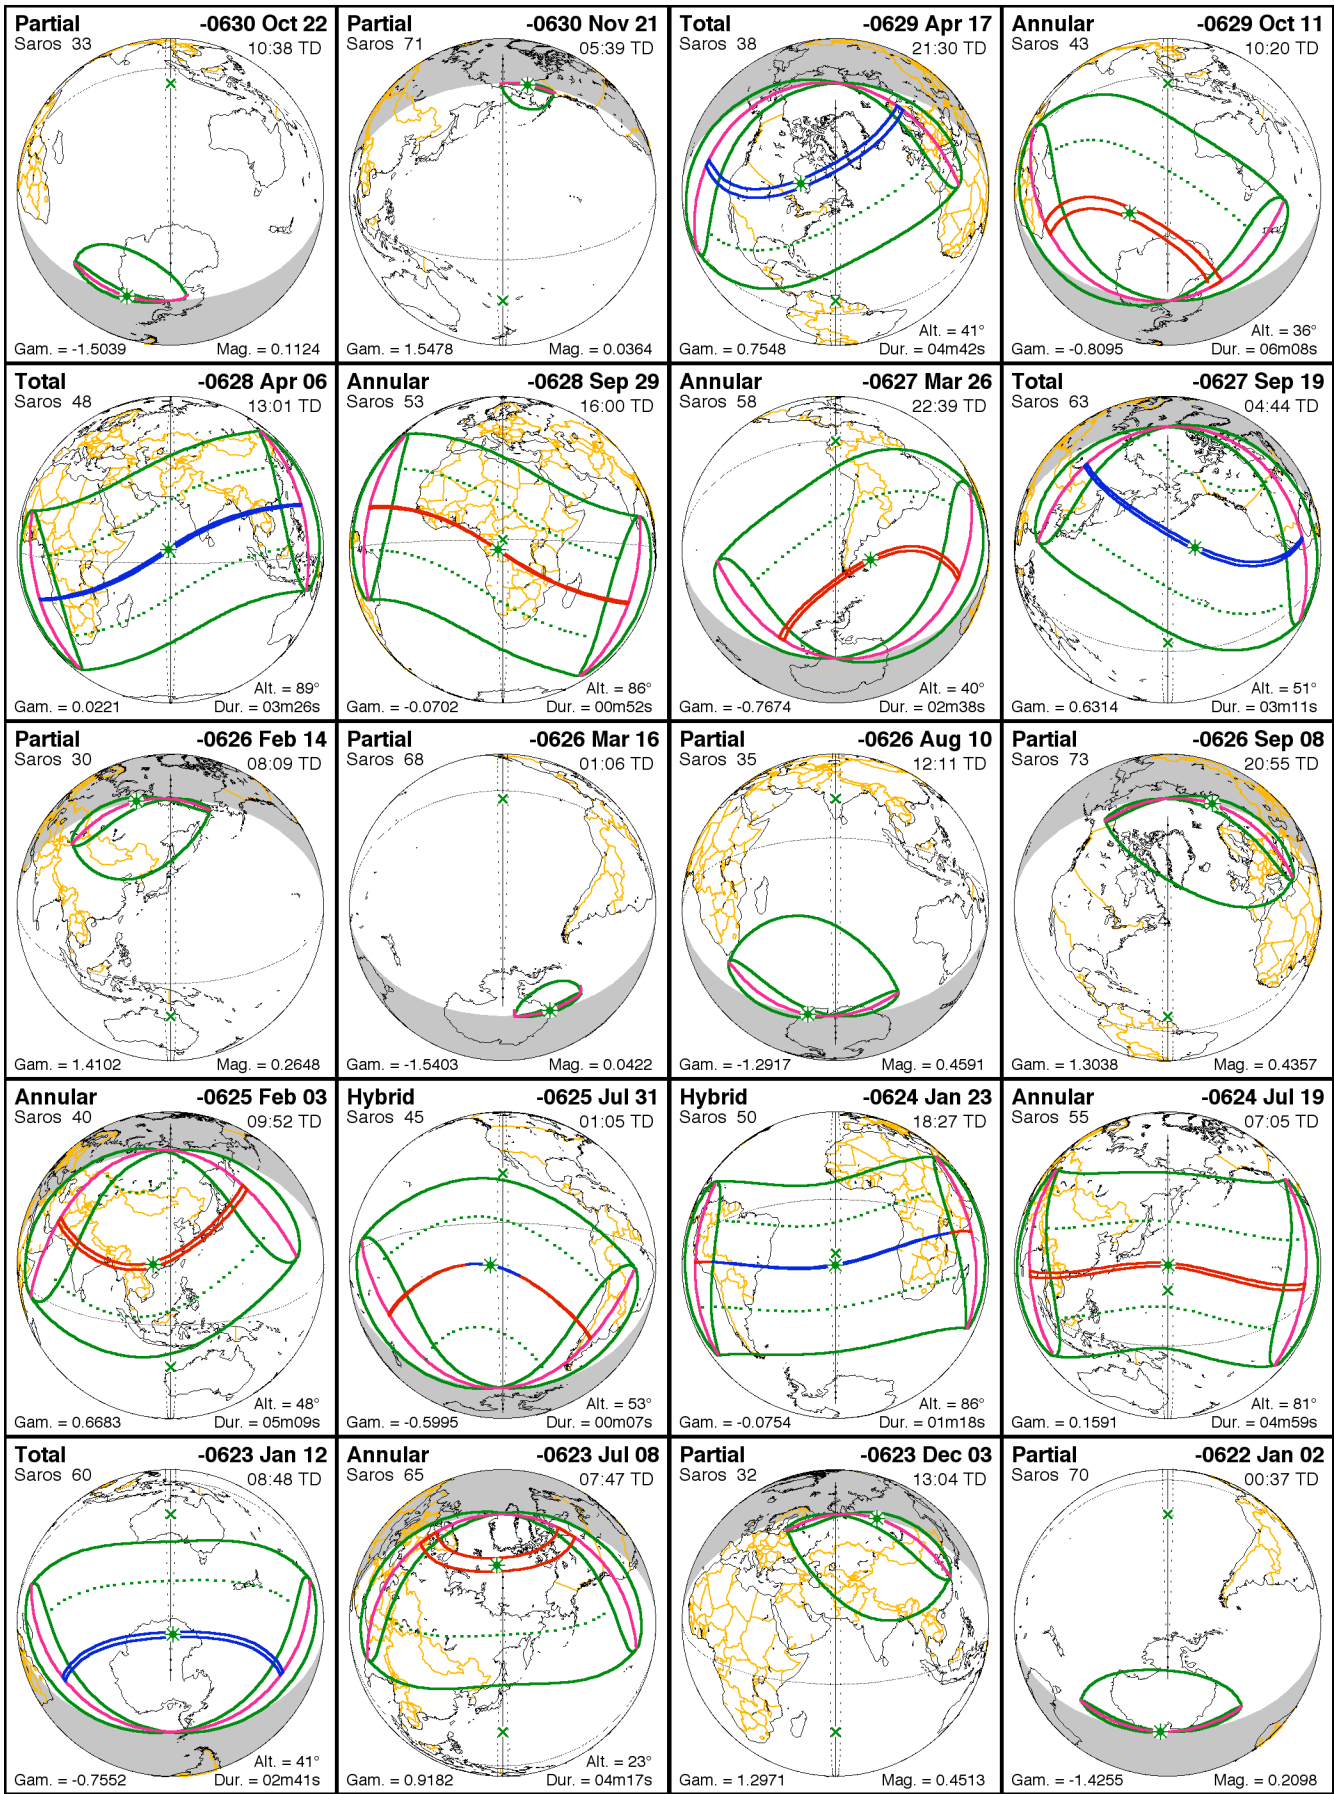 Partial -0630 Oct 22
Saros 33 10:38 TD
Gam. = -1.5039 Mag. = 0.1124
Partial -0630 Nov 21
Saros 71 05:39 TD
Gam. = 1.5478 Mag. = 0.0364
Total -0629 Apr 17
Saros 38 21:30 TD
Alt. = 41°
Gam. = 0.7548 Dur. = 04m42s
Annular -0629 Oct 11
Saros 43 10:20 TD
Alt. = 36°
Gam. = -0.8095 Dur. = 06m08s
Total -0628 Apr 06
Saros 48 13:01 TD
Alt. = 89°
Gam. = 0.0221 Dur. = 03m26s
Annular -0628 Sep 29
Saros 53 16:00 TD
Alt. = 86°
Gam. = -0.0702 Dur. = 00m52s
Annular -0627 Mar 26
Saros 58 22:39 TD
Alt. = 40°
Gam. = -0.7674 Dur. = 02m38s
Total -0627 Sep 19
Saros 63 04:44 TD
Alt. = 51°
Gam. = 0.6314 Dur. = 03m11s
Partial -0626 Feb 14
Saros 30 08:09 TD
Gam. = 1.4102 Mag. = 0.2648
Partial -0626 Mar 16
Saros 68 01:06 TD
Gam. = -1.5403 Mag. = 0.0422
Partial -0626 Aug 10
Saros 35 12:11 TD
Gam. = -1.2917 Mag. = 0.4591
Partial -0626 Sep 08
Saros 73 20:55 TD
Gam. = 1.3038 Mag. = 0.4357
Annular -0625 Feb 03
Saros 40 09:52 TD
Alt. = 48°
Gam. = 0.6683 Dur. = 05m09s
Hybrid -0625 Jul 31
Saros 45 01:05 TD
Alt. = 53°
Gam. = -0.5995 Dur. = 00m07s
Hybrid -0624 Jan 23
Saros 50 18:27 TD
Alt. = 86°
Gam. = -0.0754 Dur. = 01m18s
Annular -0624 Jul 19
Saros 55 07:05 TD
Alt. = 81°
Gam. = 0.1591 Dur. = 04m59s
Total -0623 Jan 12
Saros 60 08:48 TD
Alt. = 41°
Gam. = -0.7552 Dur. = 02m41s
Annular -0623 Jul 08
Saros 65 07:47 TD
Alt. = 23°
Gam. = 0.9182 Dur. = 04m17s
Partial -0623 Dec 03
Saros 32 13:04 TD
Gam. = 1.2971 Mag. = 0.4513
Partial -0622 Jan 02
Saros 70 00:37 TD
Gam. = -1.4255 Mag. = 0.2098